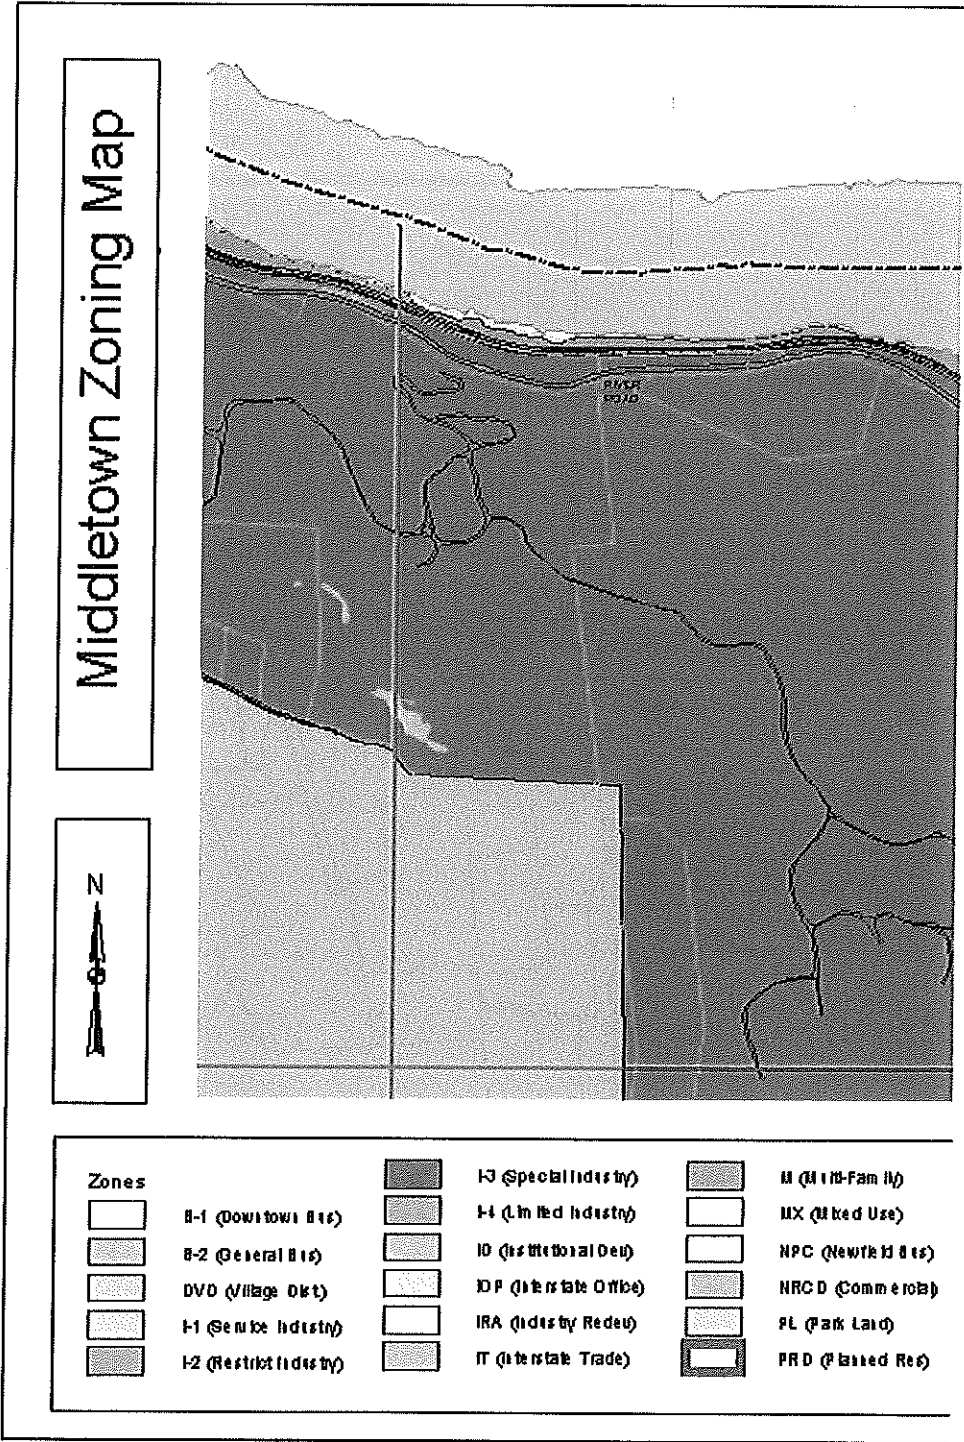 Middletown Zoning Map
RIVER
ROAD
N
Zones
B-1 (Downtown Bus)
B-2 (General Bus)
DVD (Village Dist)
I-1 (Service Industry)
I-2 (Restrict Industry)
I-3 (Special Industry)
I-4 (Limited Industry)
ID (Institutional Dev)
IOP (Interstate Office)
IRA (Industry Redev)
IT (Interstate Trade)
M (Multi-Family)
MX (Mixed Use)
NPC (Newfield Bus)
NRCD (Commercial)
PL (Park Land)
PRD (Planned Res)